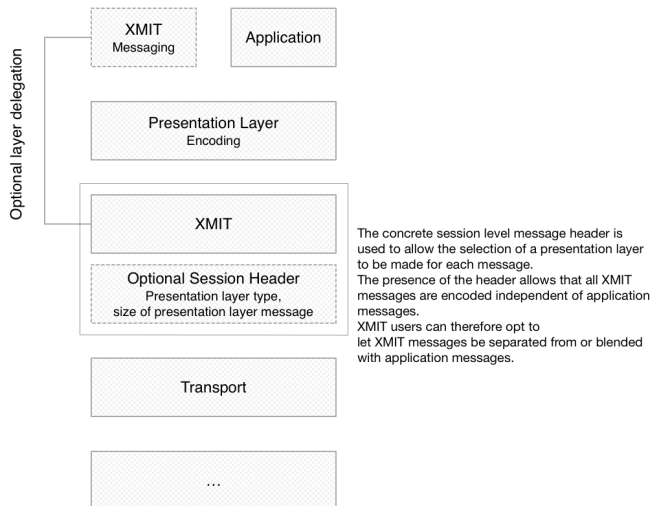 XMIT
Messaging
Application
Optional layer delegation
Presentation Layer
Encoding
XMIT
Optional Session Header
Presentation layer type,
size of presentation layer message
The concrete session level message header is
used to allow the selection of a presentation layer
to be made for each message.
The presence of the header allows that all XMIT
messages are encoded independent of application
messages.
XMIT users can therefore opt to
let XMIT messages be separated from or blended
with application messages.
Transport
...